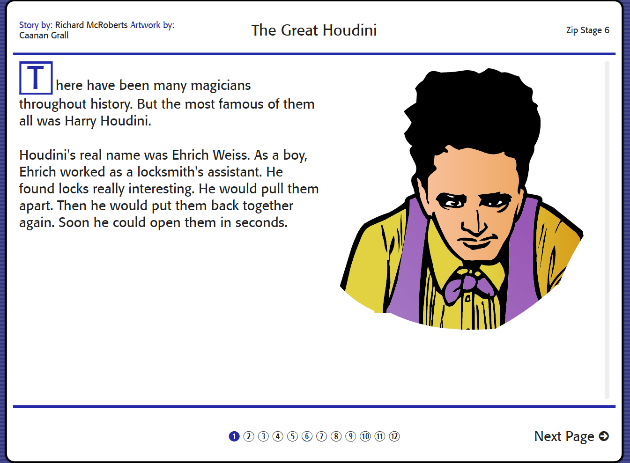 Story by: Richard McRoberts Artwork by:
Caanan Grall
The Great Houdini
Zip Stage 6
There have been many magicians
throughout history. But the most famous of them
all was Harry Houdini.
Houdini's real name was Ehrich Weiss. As a boy,
Ehrich worked as a locksmith's assistant. He
found locks really interesting. He would pull them
apart. Then he would put them back together
again. Soon he could open them in seconds.
1 2 3 4 5 6 7 8 9 10 11 12
Next Page